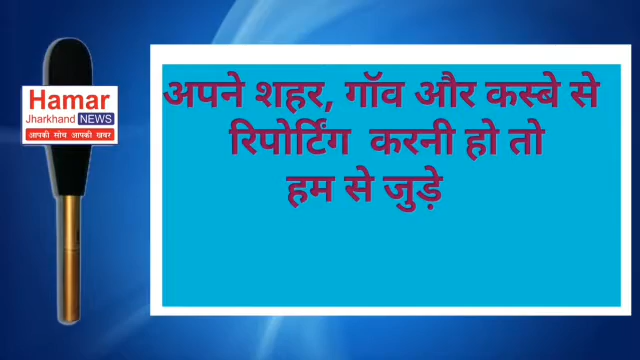 Hamar
Jharkhand NEWS
आपकी सोच आपकी खबर
अपने शहर, गॉव और कस्बे से
रिपोर्टिंग करनी हो तो
हम से जुड़े